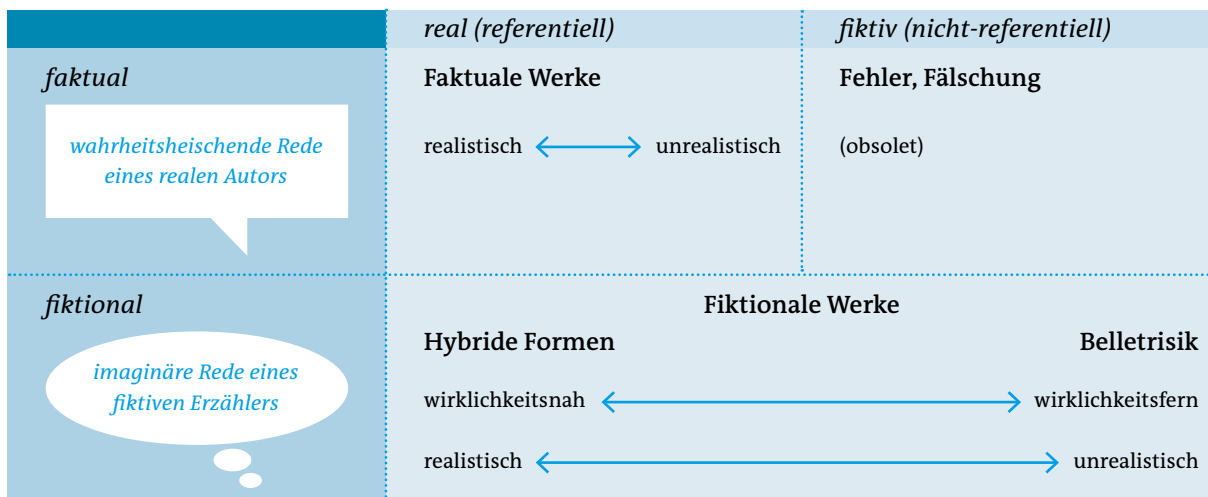 real (referentiell)
fiktiv (nicht-referentiell)
faktual
Faktuale Werke
Fehler, Fälschung
wahrheitsheischende Rede
eines realen Autors
realistisch
unrealistisch
(obsolet)
fiktional
Fiktionale Werke
Hybride Formen
Belletrisik
imaginäre Rede eines
fiktiven Erzählers
wirklichkeitsnah
wirklichkeitsfern
realistisch
unrealistisch